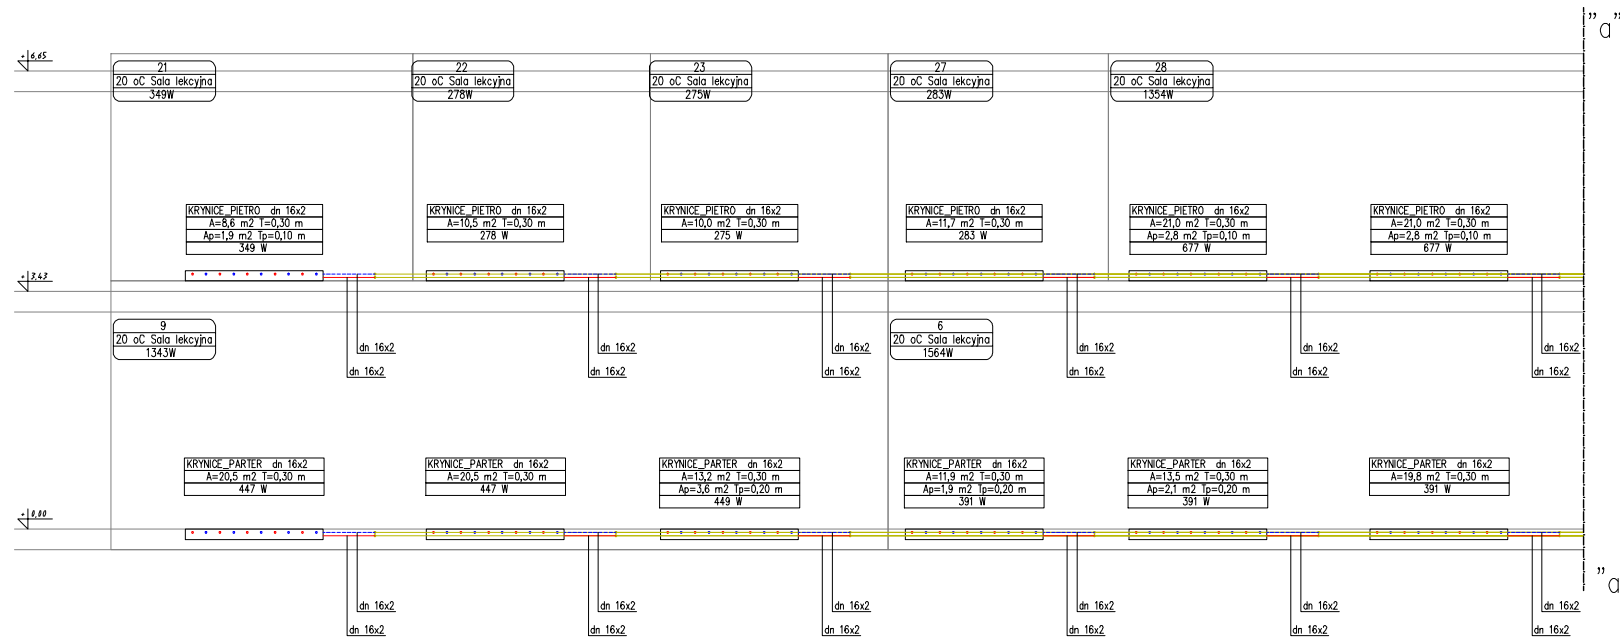 "a"
+ 6,65
21
20 oC Sala lekcyjna
349W
22
20 oC Sala lekcyjna
278W
23
20 oC Sala lekcyjna
275W
27
20 oC Sala lekcyjna
283W
28
20 oC Sala lekcyjna
1354W
KRYNICE_PIETRO dn 16x2
A=8,6 m2 T=0,30 m
Ap=1,9 m2 Tp=0,10 m
349 W
KRYNICE_PIETRO dn 16x2
A=10,5 m2 T=0,30 m
278 W
KRYNICE_PIETRO dn 16x2
A=10,0 m2 T=0,30 m
275 W
KRYNICE_PIETRO dn 16x2
A=11,7 m2 T=0,30 m
283 W
KRYNICE_PIETRO dn 16x2
A=21,0 m2 T=0,30 m
Ap=2,8 m2 Tp=0,10 m
677 W
KRYNICE_PIETRO dn 16x2
A=21,0 m2 T=0,30 m
Ap=2,8 m2 Tp=0,10 m
677 W
+ 3,43
9
20 oC Sala lekcyjna
1343W
6
20 oC Sala lekcyjna
1564W
dn 16x2
dn 16x2
dn 16x2
dn 16x2
dn 16x2
dn 16x2
dn 16x2
dn 16x2
dn 16x2
dn 16x2
dn 16x2
dn 16x2
KRYNICE_PARTER dn 16x2
A=20,5 m2 T=0,30 m
447 W
KRYNICE_PARTER dn 16x2
A=20,5 m2 T=0,30 m
447 W
KRYNICE_PARTER dn 16x2
A=13,2 m2 T=0,30 m
Ap=3,6 m2 Tp=0,20 m
449 W
KRYNICE_PARTER dn 16x2
A=11,9 m2 T=0,30 m
Ap=1,9 m2 Tp=0,20 m
391 W
KRYNICE_PARTER dn 16x2
A=13,5 m2 T=0,30 m
Ap=2,1 m2 Tp=0,20 m
391 W
KRYNICE_PARTER dn 16x2
A=19,8 m2 T=0,30 m
391 W
+ 0,00
"a
dn 16x2
dn 16x2
dn 16x2
dn 16x2
dn 16x2
dn 16x2
dn 16x2
dn 16x2
dn 16x2
dn 16x2
dn 16x2
dn 16x2